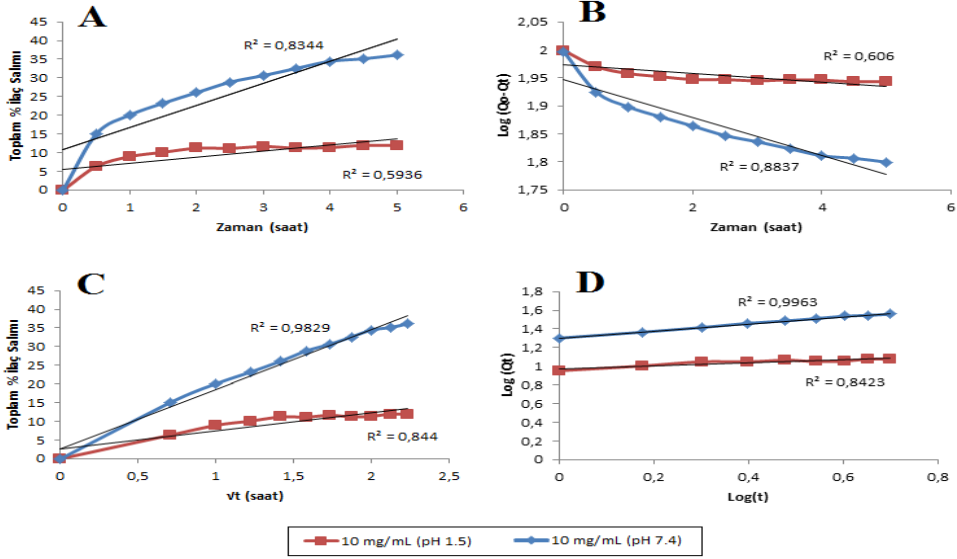 A
Toplam % İlaç Salımı
45
40
35
30
25
20
15
10
5
0
R² = 0,8344
R² = 0,5936
0 1 2 3 4 5 6
Zaman (saat)
B
Log (Qo-Qt)
2,05
2
1,95
1,9
1,85
1,8
1,75
R² = 0,606
R² = 0,8837
0 2 4 6
Zaman (saat)
C
Toplam % İlaç Salımı
45
40
35
30
25
20
15
10
5
0
R² = 0,9829
R² = 0,844
0 0,5 1 1,5 2 2,5
√t (saat)
D
Log (Qt)
1,8
1,6
1,4
1,2
1
0,8
0,6
0,4
0,2
0
R² = 0,9963
R² = 0,8423
0 0,2 0,4 0,6 0,8
Log(t)
10 mg/mL (pH 1.5) 10 mg/mL (pH 7.4)